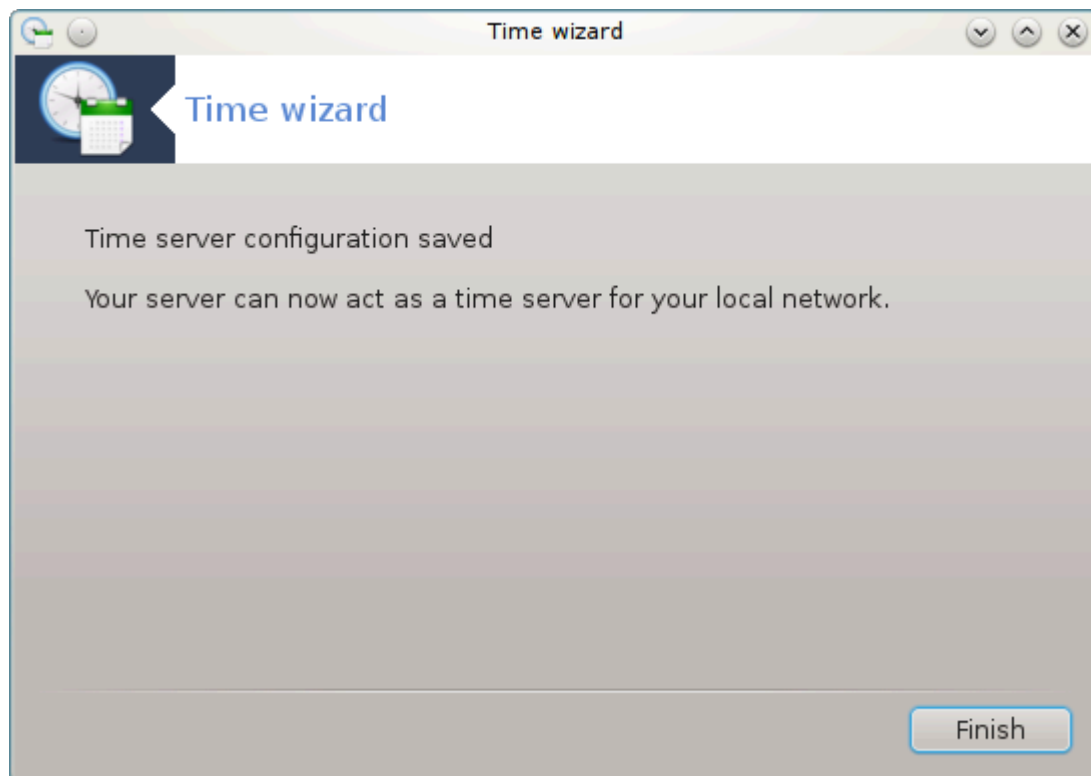 Time wizard
Time wizard
Time server configuration saved
Your server can now act as a time server for your local network.
Finish